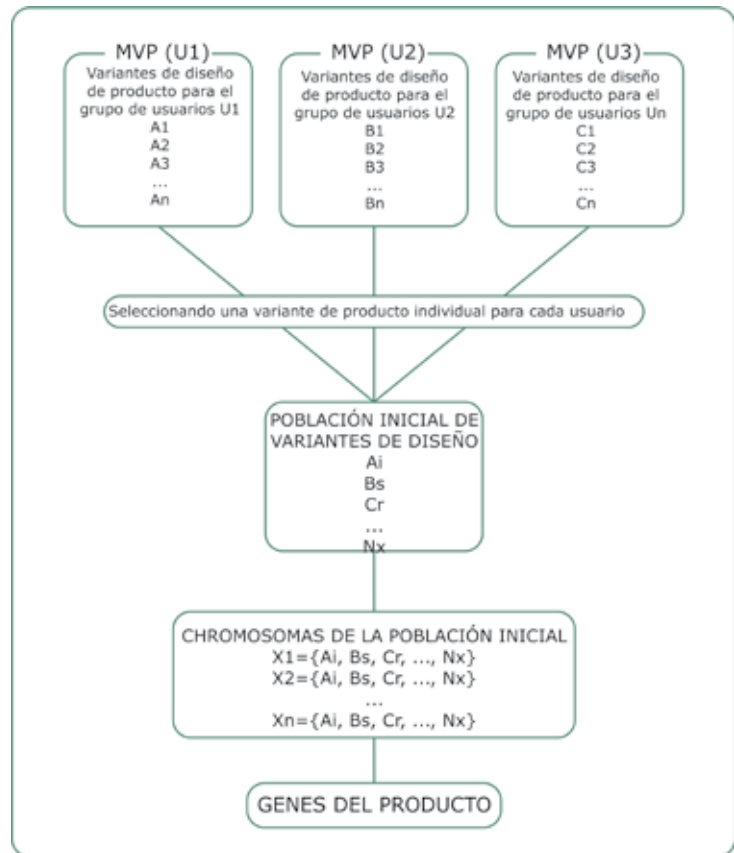 MVP (U1)
Variantes de diseño
de producto para el
grupo de usuarios U1
A1
A2
A3
...
An
MVP (U2)
Variantes de diseño
de producto para el
grupo de usuarios U2
B1
B2
B3
...
Bn
MVP (U3)
Variantes de diseño
de producto para el
grupo de usuarios Un
C1
C2
C3
...
Cn
Seleccionando una variante de producto individual para cada usuario
POBLACIÓN INICIAL DE
VARIANTES DE DISEÑO
Ai
Bs
Cr
...
Nx
CHROMOSOMAS DE LA POBLACIÓN INICIAL
X1={Ai, Bs, Cr, ..., Nx}
X2={Ai, Bs, Cr, ..., Nx}
...
Xn={Ai, Bs, Cr, ..., Nx}
GENES DEL PRODUCTO